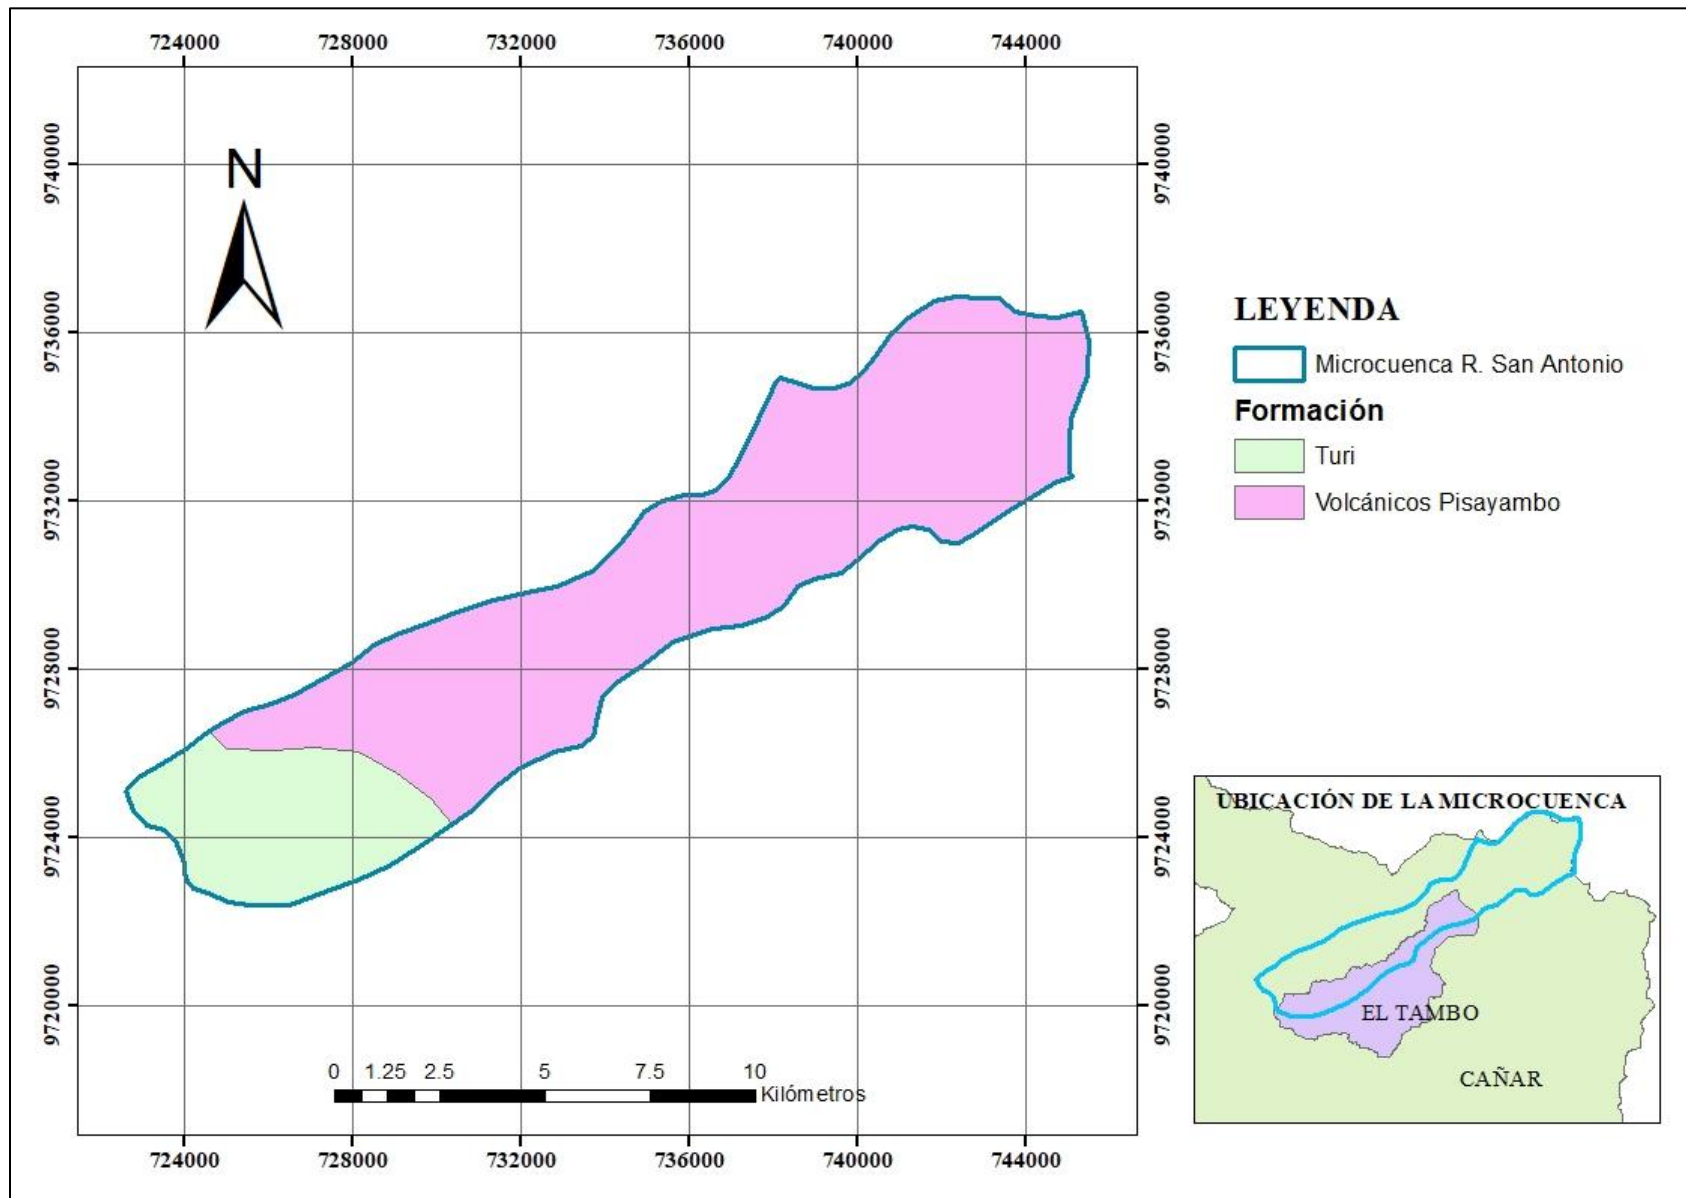 724000 728000 732000 736000 740000 744000
9740000 9740000
N
9736000 9736000
9732000 9732000
9728000 9728000
9724000 9724000
9720000 9720000
0 1.25 2.5 5 7.5 10
Kilómetros
724000 728000 732000 736000 740000 744000
LEYENDA
Microcuenca R. San Antonio
Formación
Turi
Volcánicos Pisayambo
UBICACIÓN DE LA MICROCUENCA
EL TAMBO
CAÑAR